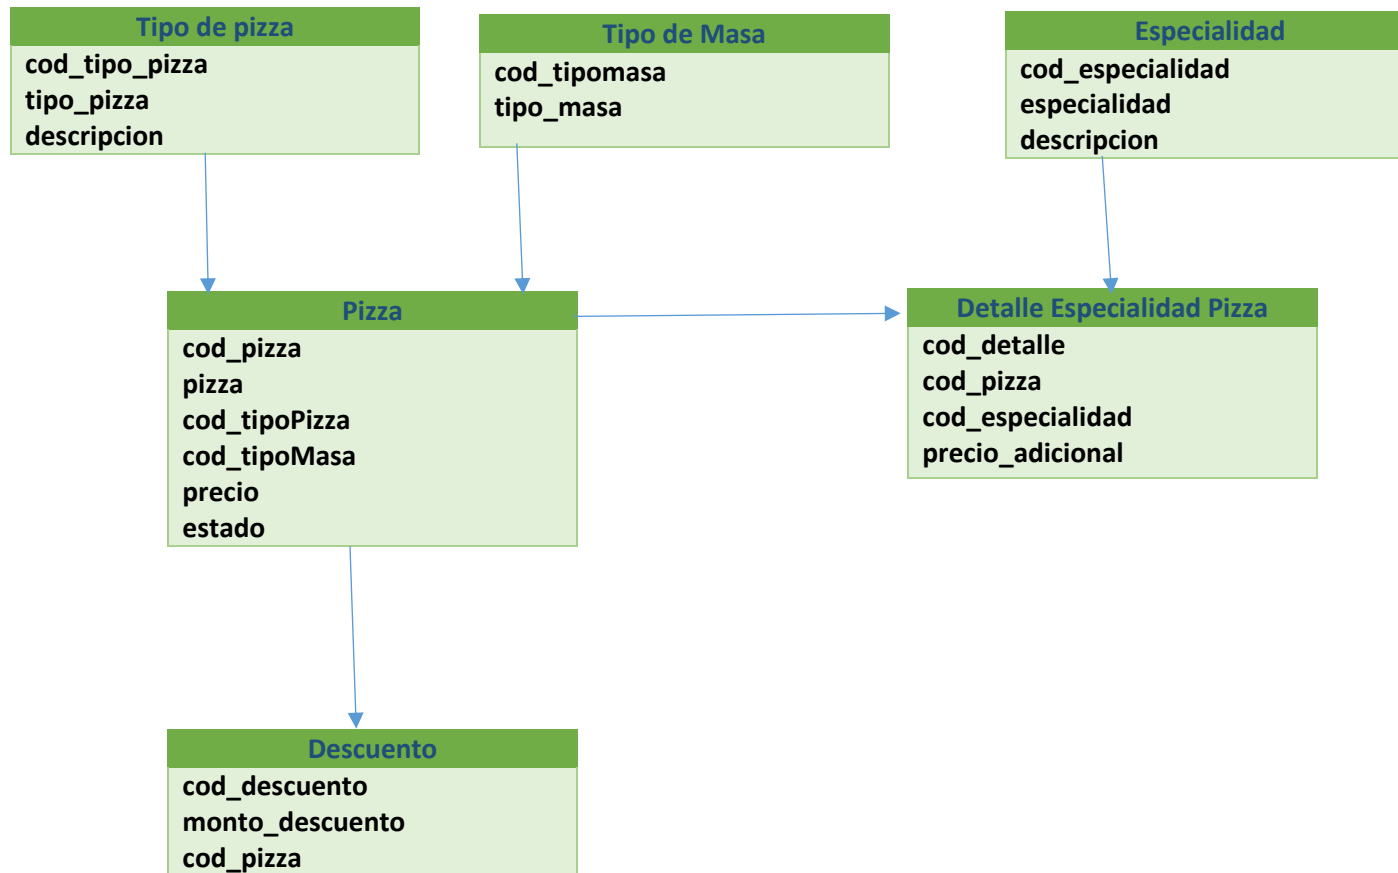 Tipo de pizza
cod_tipo_pizza
tipo_pizza
descripcion
Tipo de Masa
cod_tipomasa
tipo_masa
Especialidad
cod_especialidad
especialidad
descripcion
Pizza
cod_pizza
pizza
cod_tipoPizza
cod_tipoMasa
precio
estado
Detalle Especialidad Pizza
cod_detalle
cod_pizza
cod_especialidad
precio_adicional
Descuento
cod_descuento
monto_descuento
cod_pizza